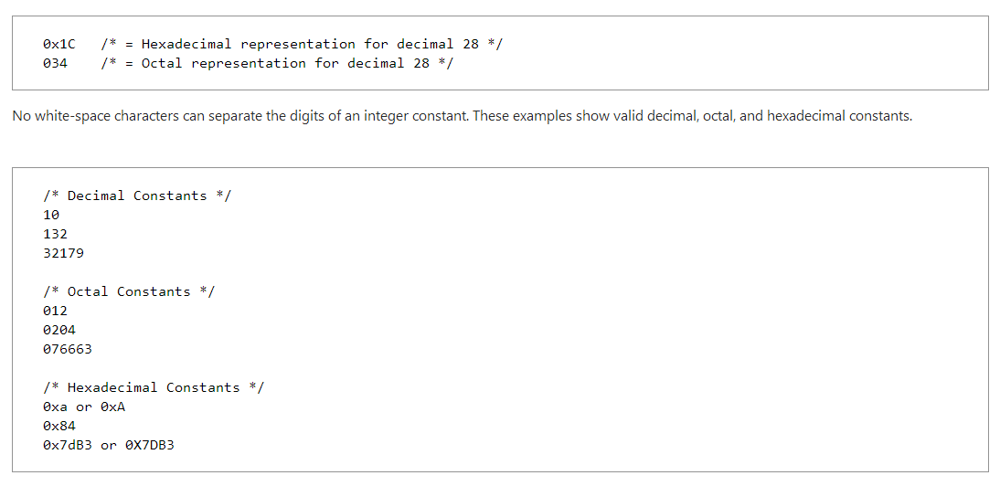 0x1C   /* = Hexadecimal representation for decimal 28 */
034    /* = Octal representation for decimal 28 */
No white-space characters can separate the digits of an integer constant. These examples show valid decimal, octal, and hexadecimal constants.
/* Decimal Constants */
10
132
32179
/* Octal Constants */
012
0204
076663
/* Hexadecimal Constants */
0xa or 0xA
0x84
0x7dB3 or 0X7DB3